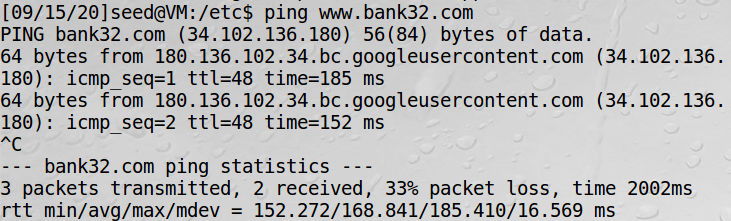 [09/15/20]seed@VM:/etc$ ping www.bank32.com
PING bank32.com (34.102.136.180) 56(84) bytes of data.
64 bytes from 180.136.102.34.bc.googleusercontent.com (34.102.136.
180): icmp_seq=1 ttl=48 time=185 ms
64 bytes from 180.136.102.34.bc.googleusercontent.com (34.102.136.
180): icmp_seq=2 ttl=48 time=152 ms
^C
--- bank32.com ping statistics ---
3 packets transmitted, 2 received, 33% packet loss, time 2002ms
rtt min/avg/max/mdev = 152.272/168.841/185.410/16.569 ms